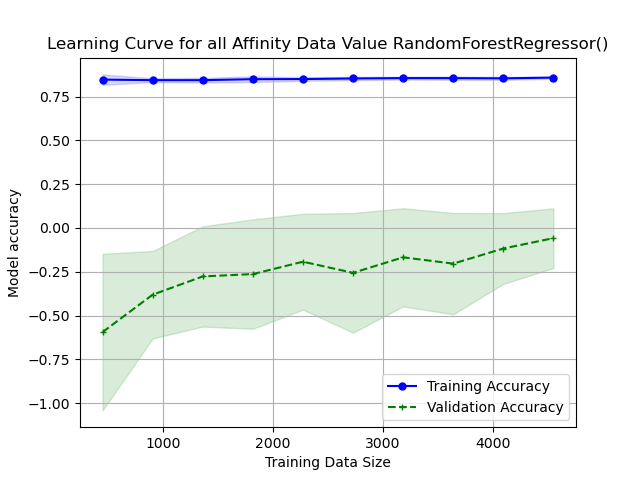 Learning Curve for all Affinity Data Value RandomForestRegressor()
Model accuracy
0.75
0.50
0.25
0.00
−0.25
−0.50
−0.75
−1.00
Training Accuracy
Validation Accuracy
1000 2000 3000 4000
Training Data Size